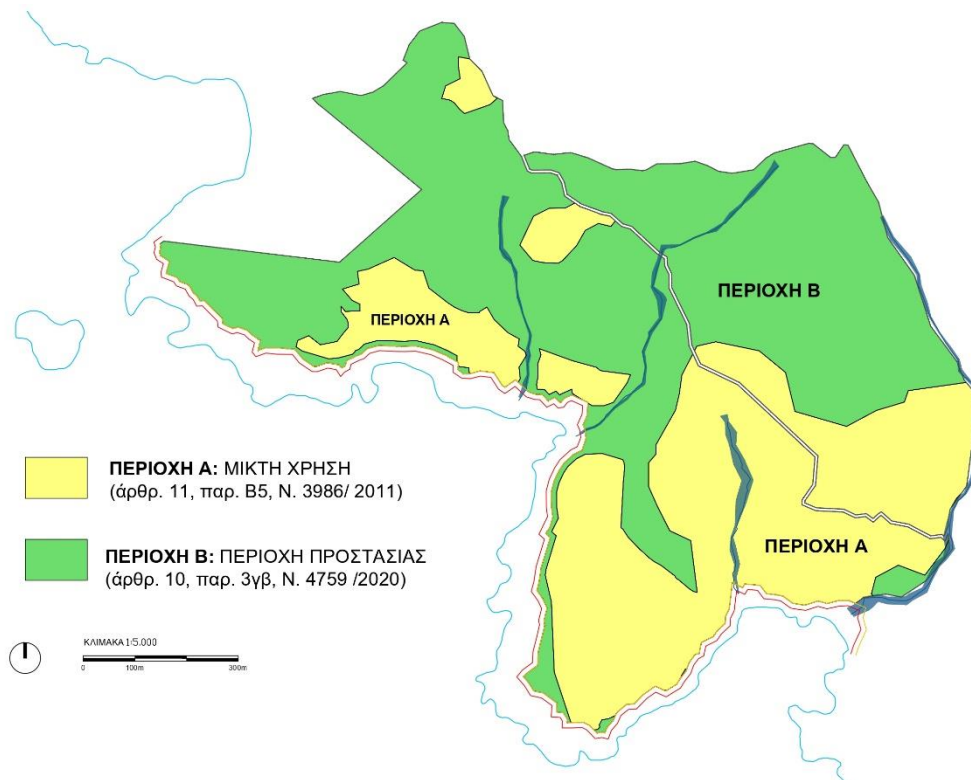 ΠΕΡΙΟΧΗ Β
ΠΕΡΙΟΧΗ Α
ΠΕΡΙΟΧΗ Α: ΜΙΚΤΗ ΧΡΗΣΗ
(άρθρ. 11, παρ. Β5, Ν. 3986/ 2011)
ΠΕΡΙΟΧΗ Α
ΠΕΡΙΟΧΗ Β: ΠΕΡΙΟΧΗ ΠΡΟΣΤΑΣΙΑΣ
(άρθρ. 10, παρ. 3γβ, Ν. 4759 /2020)
ΚΛΙΜΑΚΑ 1/5.000
0 100m 300m